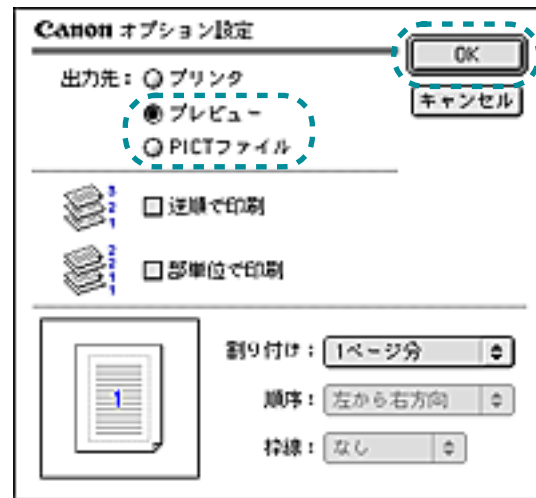 Canon オプション設定
OK
キャンセル
出力先： プリンタ
プレビュー
PICTファイル
3
2
1
逆順で印刷
2
2
1
1
部単位で印刷
1
割り付け： 1ページ分
順序： 左から右方向
枠線： なし